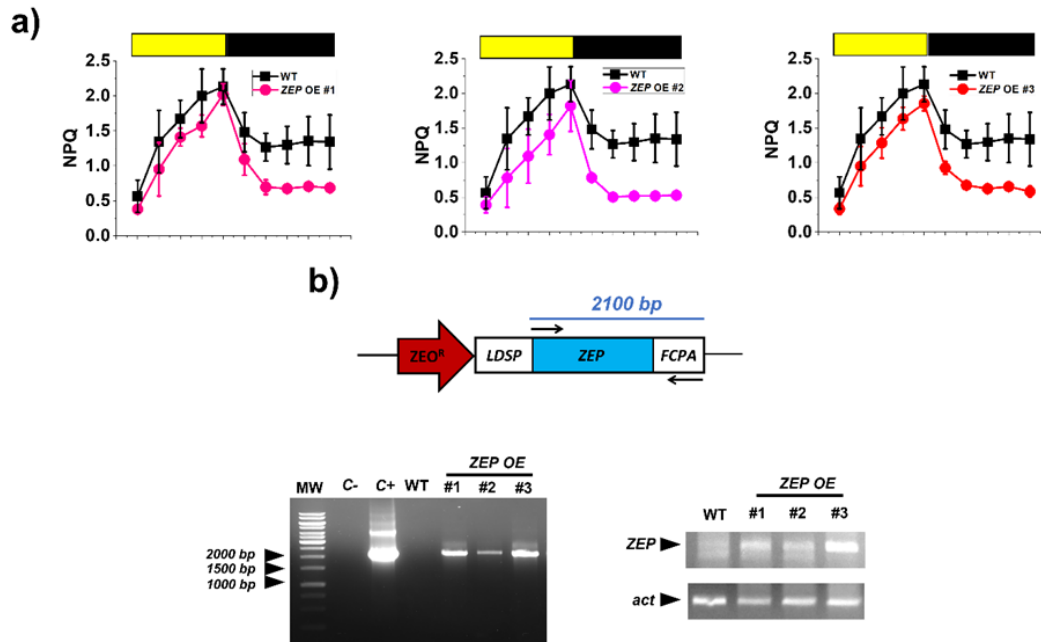 a)
WT
ZEP OE #1
NPQ
2.5
2.0
1.5
1.0
0.5
0.0
WT
ZEP OE #2
NPQ
2.5
2.0
1.5
1.0
0.5
0.0
WT
ZEP OE #3
NPQ
2.5
2.0
1.5
1.0
0.5
0.0
b)
2100 bp
ZEOR LDSP ZEP FCPA
ZEP OE
MW C- C+ WT #1 #2 #3
2000 bp
1500 bp
1000 bp
ZEP OE
WT #1 #2 #3
ZEP
act